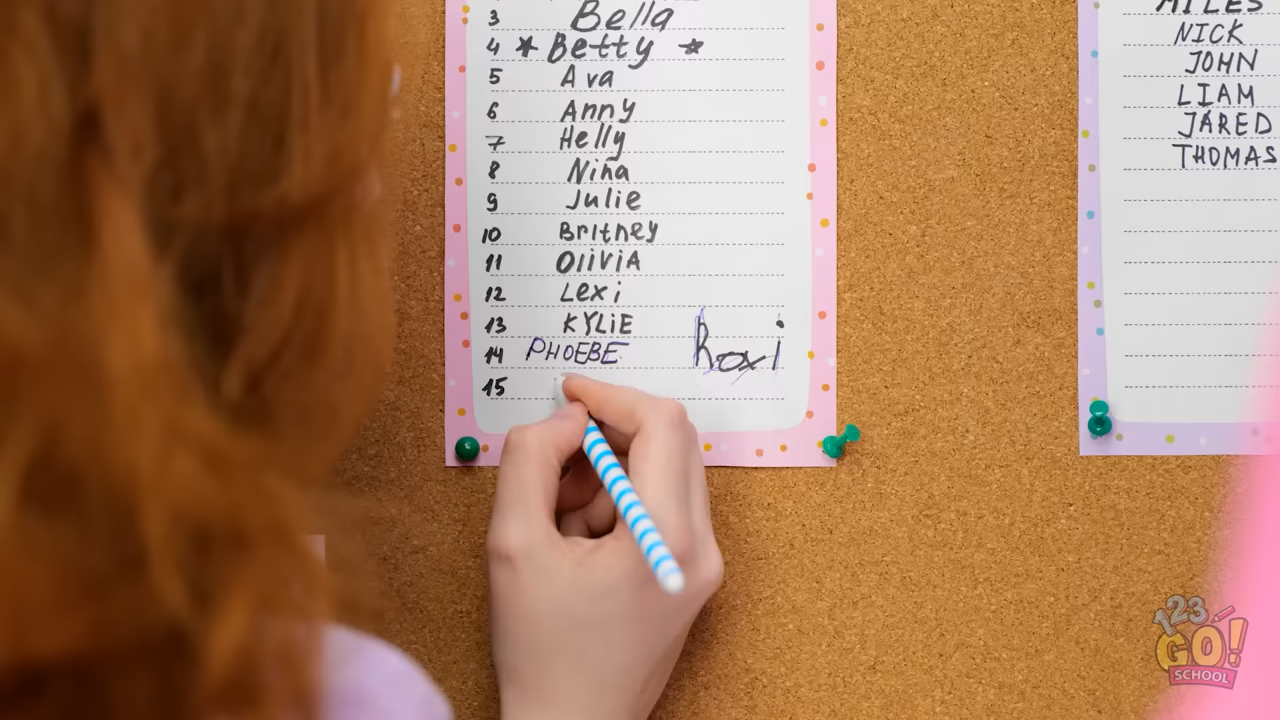 3 Bella
4 * Betty *
5 Ava
6 Anny
7 Helly
8 Nina
9 Julie
10 Britney
11 OliviA
12 Lexi
13 KYLiE
14 PHOEBE
Roxi
15
MILES
NICK
JOHN
LIAM
JARED
THOMAS
123
GO!
SCHOOL